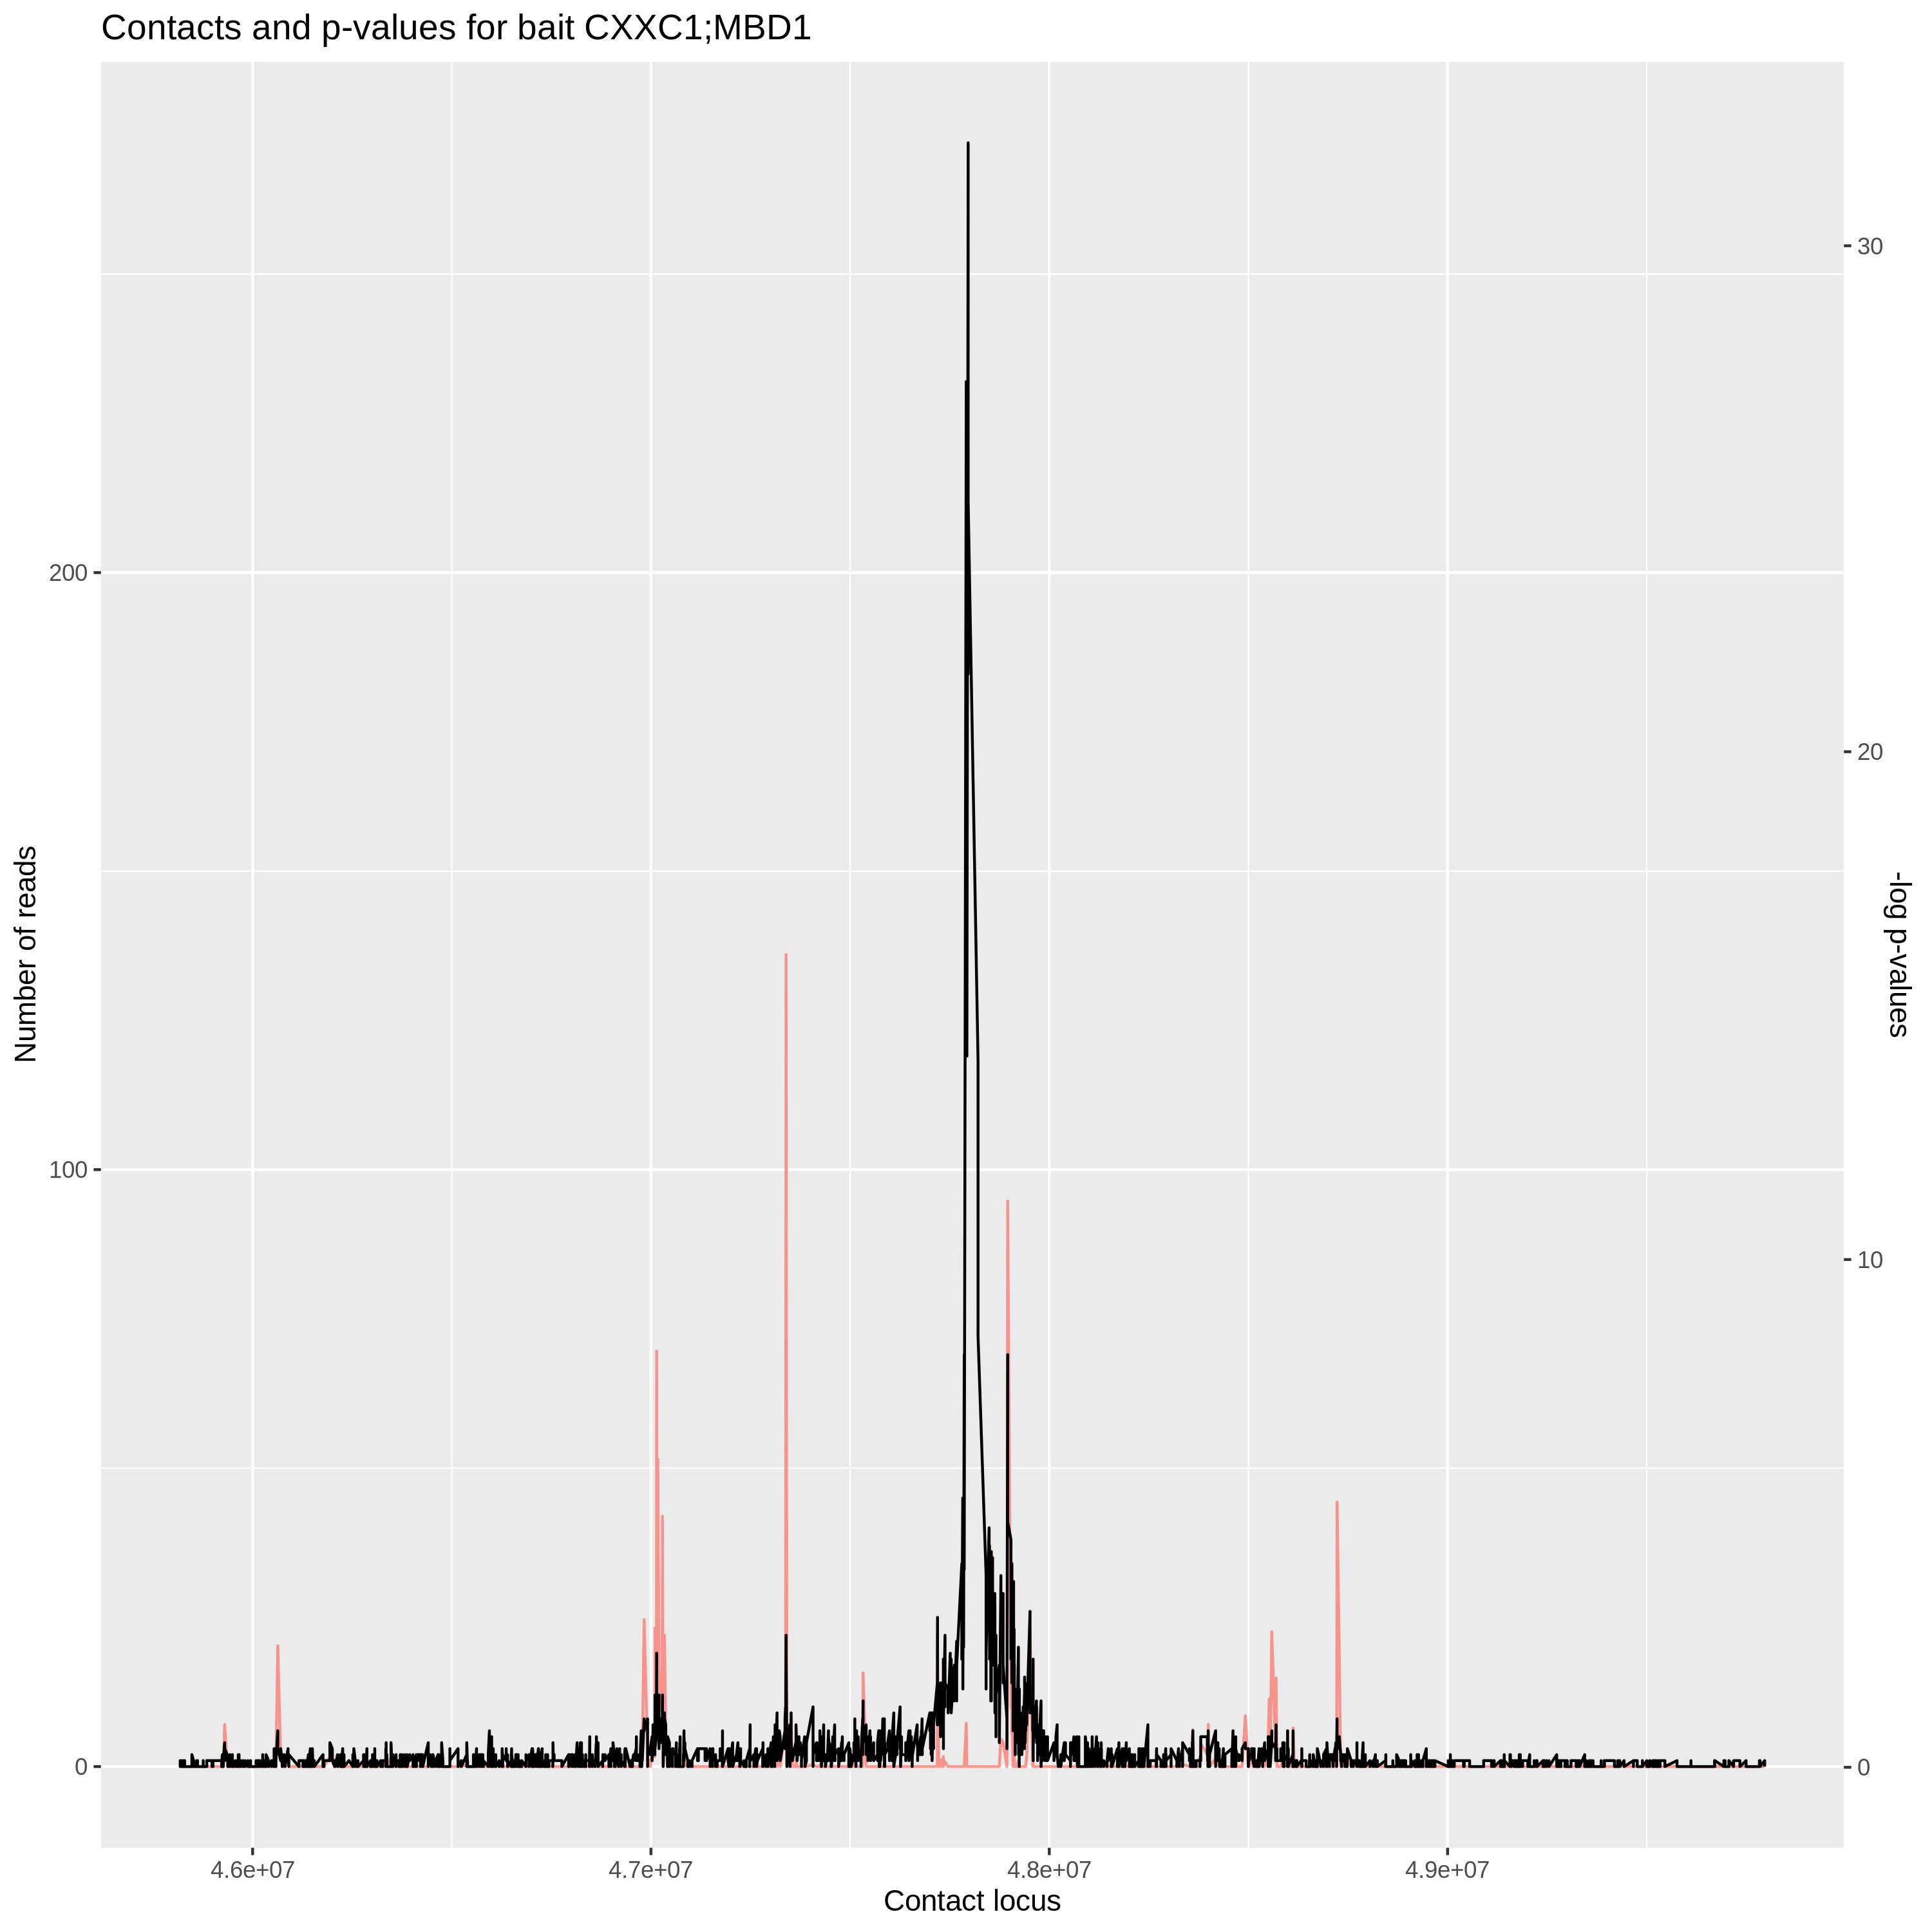 Contacts and p-values for bait CXXC1;MBD1
Number of reads
200
100
0
30
20
10
0
-log p-values
4.6e+07
4.7e+07
4.8e+07
4.9e+07
Contact locus